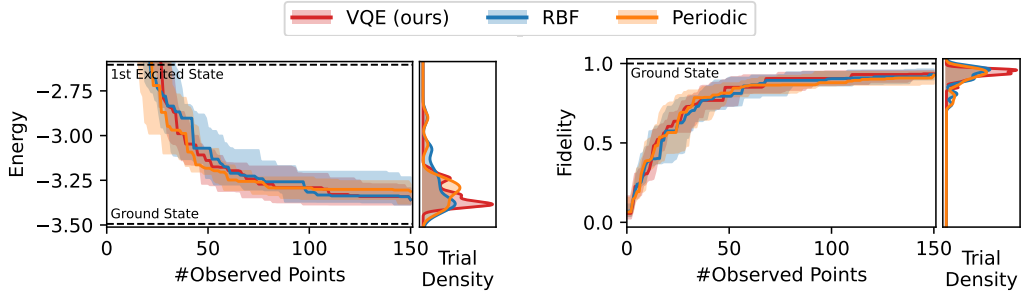 VQE (ours) RBF Periodic
1st Excited State
Ground State
Energy
−2.75
−3.00
−3.25
−3.50
0 50 100 150
#Observed Points
Trial
Density
Ground State
Fidelity
1.0
0.5
0.0
0 50 100 150
#Observed Points
Trial
Density